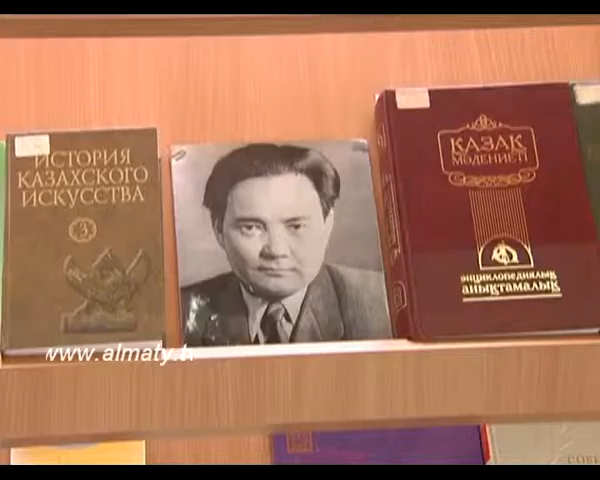 ИСТОРИЯ
КАЗАХСКОГО
ИСКУССТВА
3
ҚАЗАҚ
МӘДЕНИЕТІ
ЭНЦИКЛОПЕДИЯЛЫҚ
АНЫҚТАМАЛЫҚ
www.almaty.tv